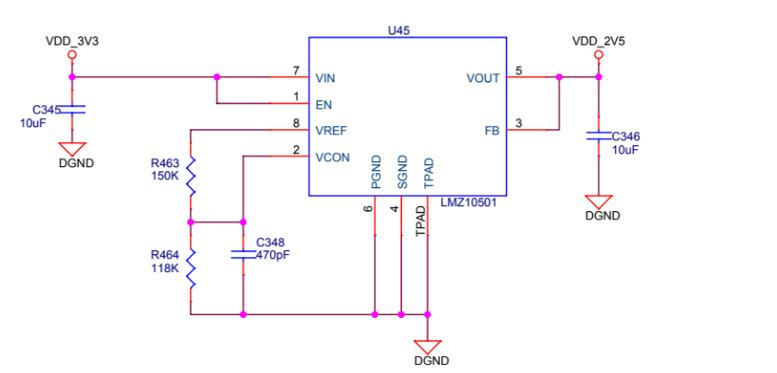 U45
VDD_3V3
VDD_2V5
7
VIN
VOUT
5
1
EN
C345
10uF
8
VREF
FB
3
C346
10uF
DGND
2
VCON
R463
150K
PGND
SGND
TPAD
LMZ10501
6
4
TPAD
DGND
C348
470pF
R464
118K
DGND